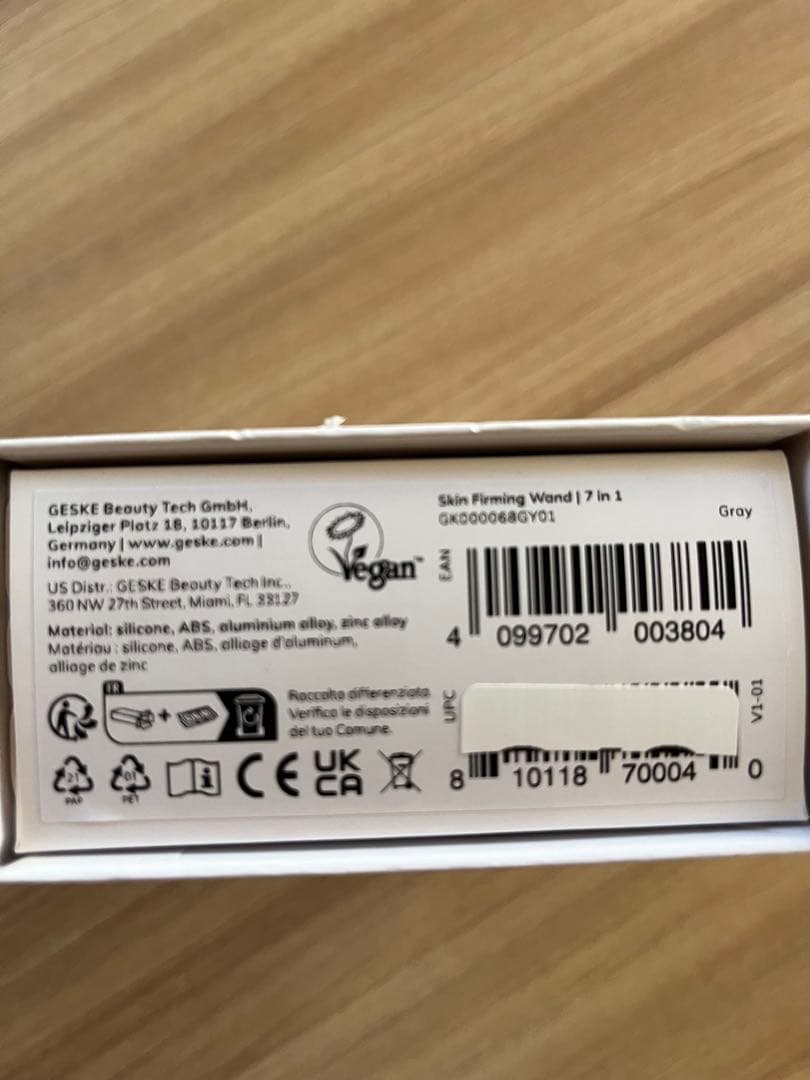 GESKE Beauty Tech GmbH,
Leipziger Platz 18, 10117 Berlin,
Germany | www.geske.com |
info@geske.com
US Distr.: GESKE Beauty Tech Inc.,
360 NW 27th Street, Miami, FL 33127
Material: silicone, ABS, aluminium alloy, zinc alloy
Matériau : silicone, ABS, alliage d'aluminum,
alliage de zinc
Vegan™
Skin Firming Wand | 7 in 1
GK000068GY01
Gray
EAN
4 099702 003804
FR
Raccolta differenziata.
Verifica le disposizioni
del tuo Comune.
UPC
8 10118 70004 0
V1-01
21
PAP
01
PET
i
CE
UK
CA